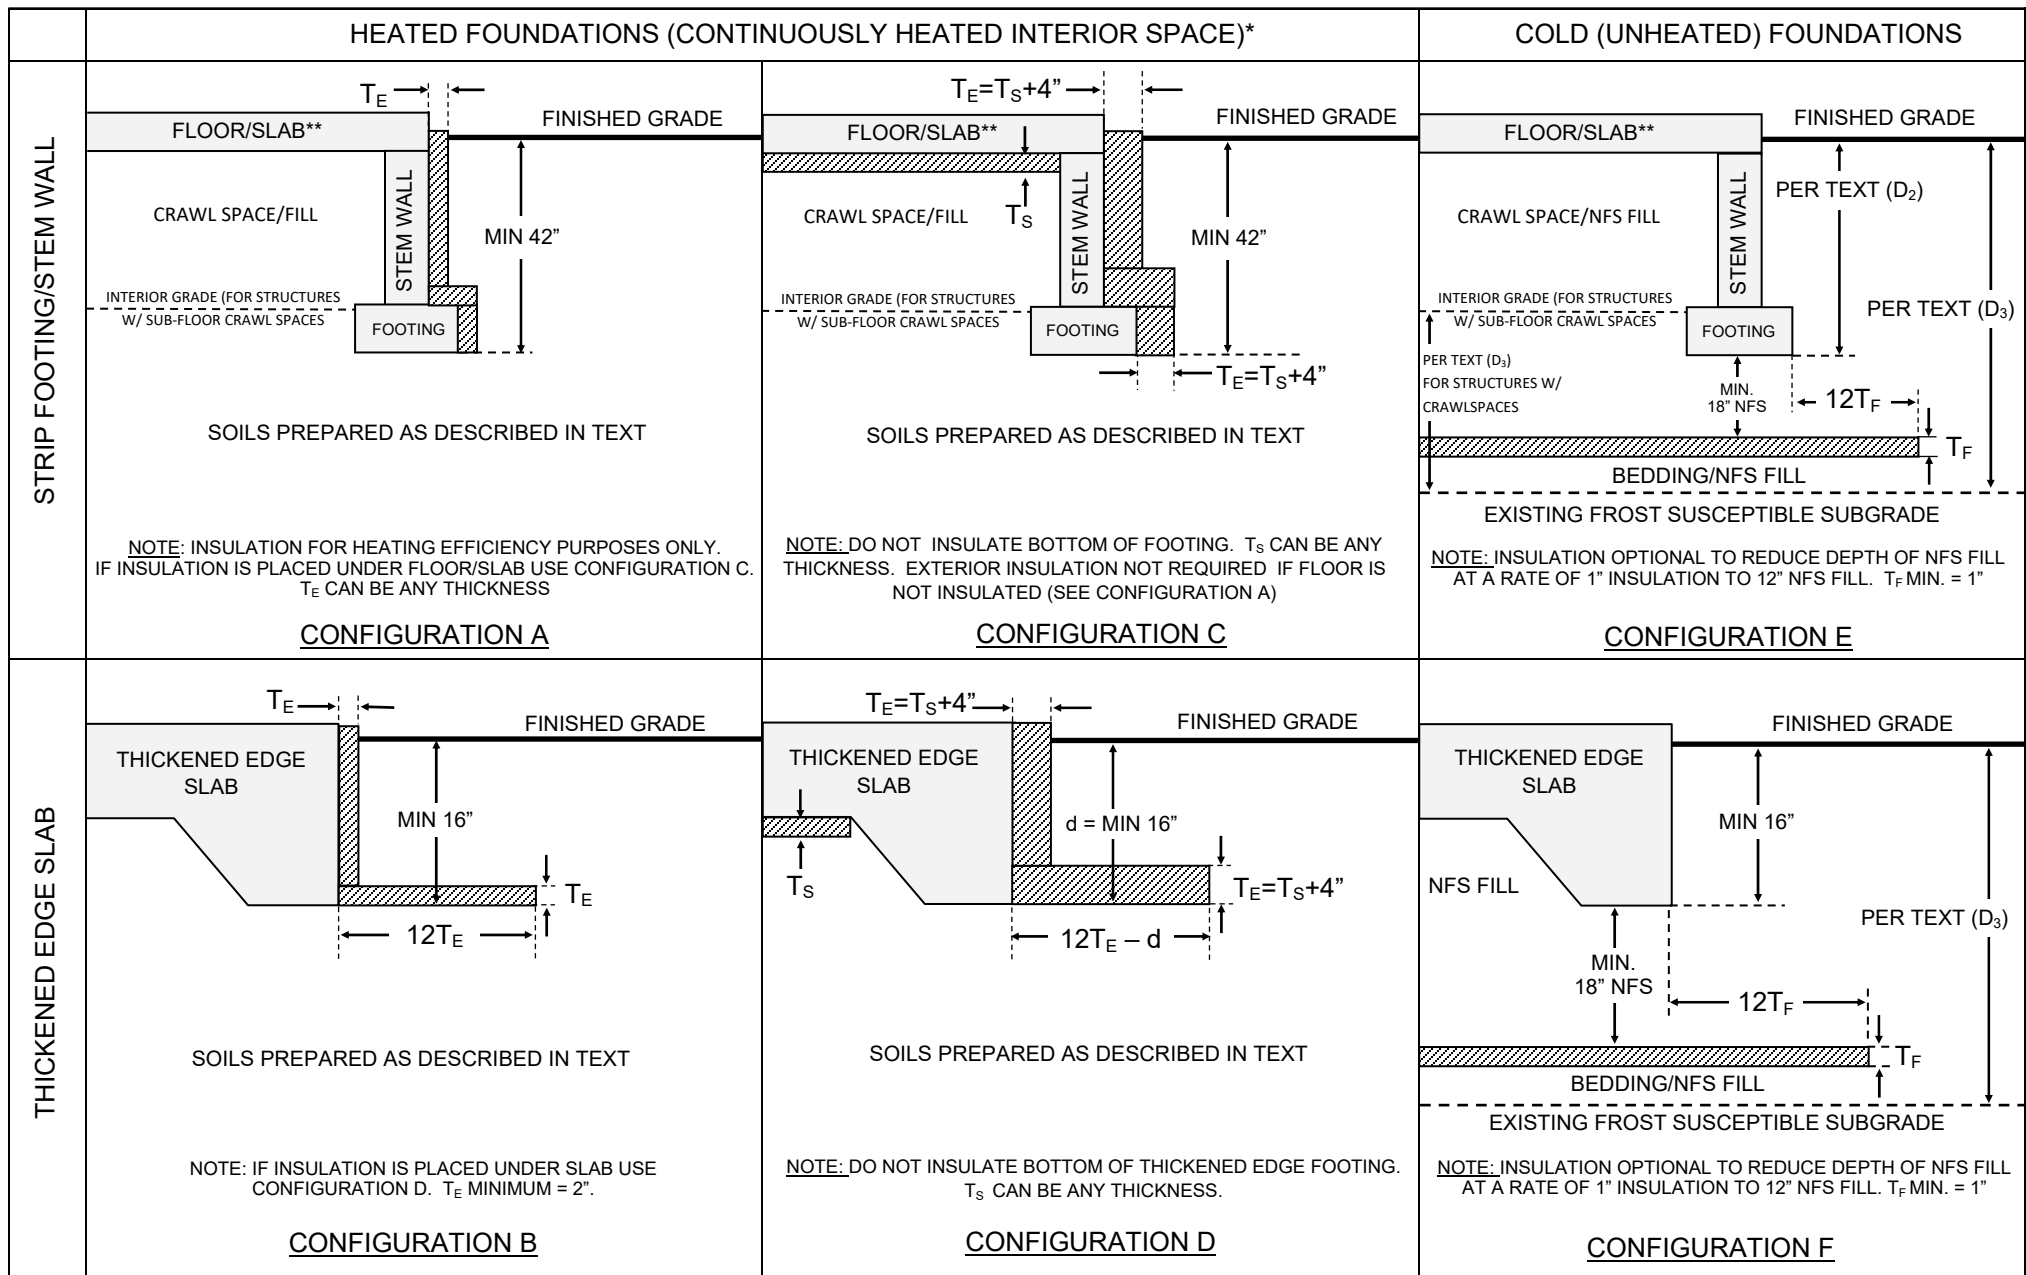 HEATED FOUNDATIONS (CONTINUOUSLY HEATED INTERIOR SPACE)*
COLD (UNHEATED) FOUNDATIONS
STRIP FOOTING/STEM WALL
TE
FINISHED GRADE
FLOOR/SLAB**
STEM WALL
CRAWL SPACE/FILL
MIN 42”
INTERIOR GRADE (FOR STRUCTURES
W/ SUB-FLOOR CRAWL SPACES
FOOTING
SOILS PREPARED AS DESCRIBED IN TEXT
NOTE: INSULATION FOR HEATING EFFICIENCY PURPOSES ONLY.
IF INSULATION IS PLACED UNDER FLOOR/SLAB USE CONFIGURATION C.
TE CAN BE ANY THICKNESS
CONFIGURATION A
TE=TS+4”
FINISHED GRADE
FLOOR/SLAB**
STEM WALL
CRAWL SPACE/FILL
TS
MIN 42”
INTERIOR GRADE (FOR STRUCTURES
W/ SUB-FLOOR CRAWL SPACES
FOOTING
TE=TS+4”
SOILS PREPARED AS DESCRIBED IN TEXT
NOTE: DO NOT INSULATE BOTTOM OF FOOTING. TS CAN BE ANY
THICKNESS. EXTERIOR INSULATION NOT REQUIRED IF FLOOR IS
NOT INSULATED (SEE CONFIGURATION A)
CONFIGURATION C
FINISHED GRADE
FLOOR/SLAB**
STEM WALL
PER TEXT (D2)
CRAWL SPACE/NFS FILL
INTERIOR GRADE (FOR STRUCTURES
W/ SUB-FLOOR CRAWL SPACES
PER TEXT (D3)
FOOTING
PER TEXT (D3)
FOR STRUCTURES W/
CRAWLSPACES
MIN.
18” NFS
12TF
TF
BEDDING/NFS FILL
EXISTING FROST SUSCEPTIBLE SUBGRADE
NOTE: INSULATION OPTIONAL TO REDUCE DEPTH OF NFS FILL
AT A RATE OF 1” INSULATION TO 12” NFS FILL. TF MIN. = 1”
CONFIGURATION E
THICKENED EDGE SLAB
TE
FINISHED GRADE
THICKENED EDGE
SLAB
MIN 16”
TE
12TE
SOILS PREPARED AS DESCRIBED IN TEXT
NOTE: IF INSULATION IS PLACED UNDER SLAB USE
CONFIGURATION D. TE MINIMUM = 2”.
CONFIGURATION B
TE=TS+4”
FINISHED GRADE
THICKENED EDGE
SLAB
d = MIN 16”
TS
TE=TS+4”
12TE – d
SOILS PREPARED AS DESCRIBED IN TEXT
NOTE: DO NOT INSULATE BOTTOM OF THICKENED EDGE FOOTING.
TS CAN BE ANY THICKNESS.
CONFIGURATION D
FINISHED GRADE
THICKENED EDGE
SLAB
MIN 16”
NFS FILL
PER TEXT (D3)
MIN.
18” NFS
12TF
TF
BEDDING/NFS FILL
EXISTING FROST SUSCEPTIBLE SUBGRADE
NOTE: INSULATION OPTIONAL TO REDUCE DEPTH OF NFS FILL
AT A RATE OF 1” INSULATION TO 12” NFS FILL. TF MIN. = 1”
CONFIGURATION F